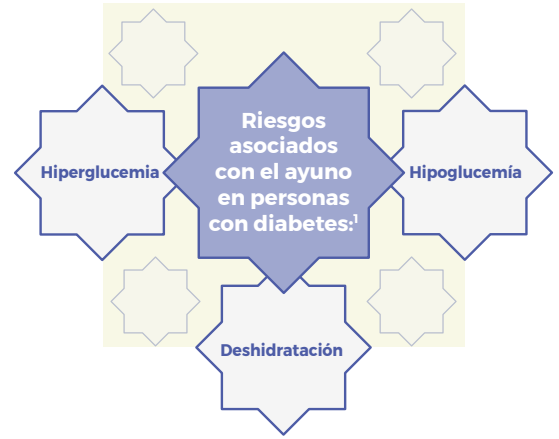 Riesgos
asociados
con el ayuno
en personas
con diabetes:¹
Hiperglucemia
Hipoglucemía
Deshidratación